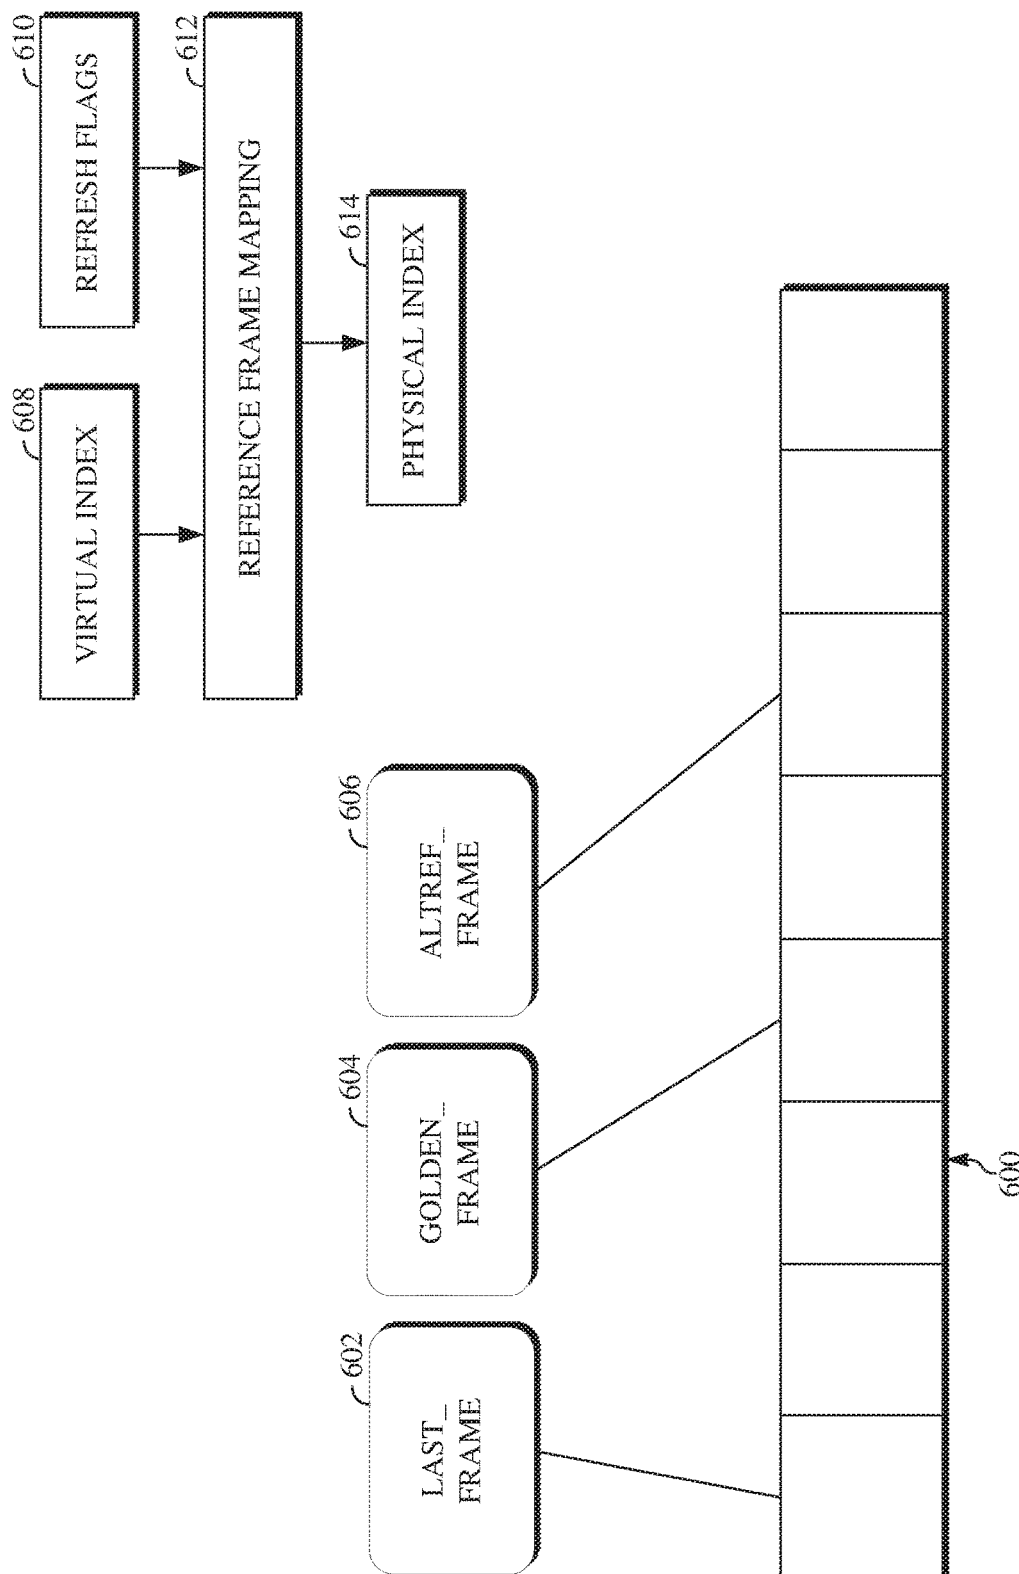 602
LAST_
FRAME
604
GOLDEN_
FRAME
606
ALTREF_
FRAME
608
VIRTUAL INDEX
610
REFRESH FLAGS
612
REFERENCE FRAME MAPPING
614
PHYSICAL INDEX
600